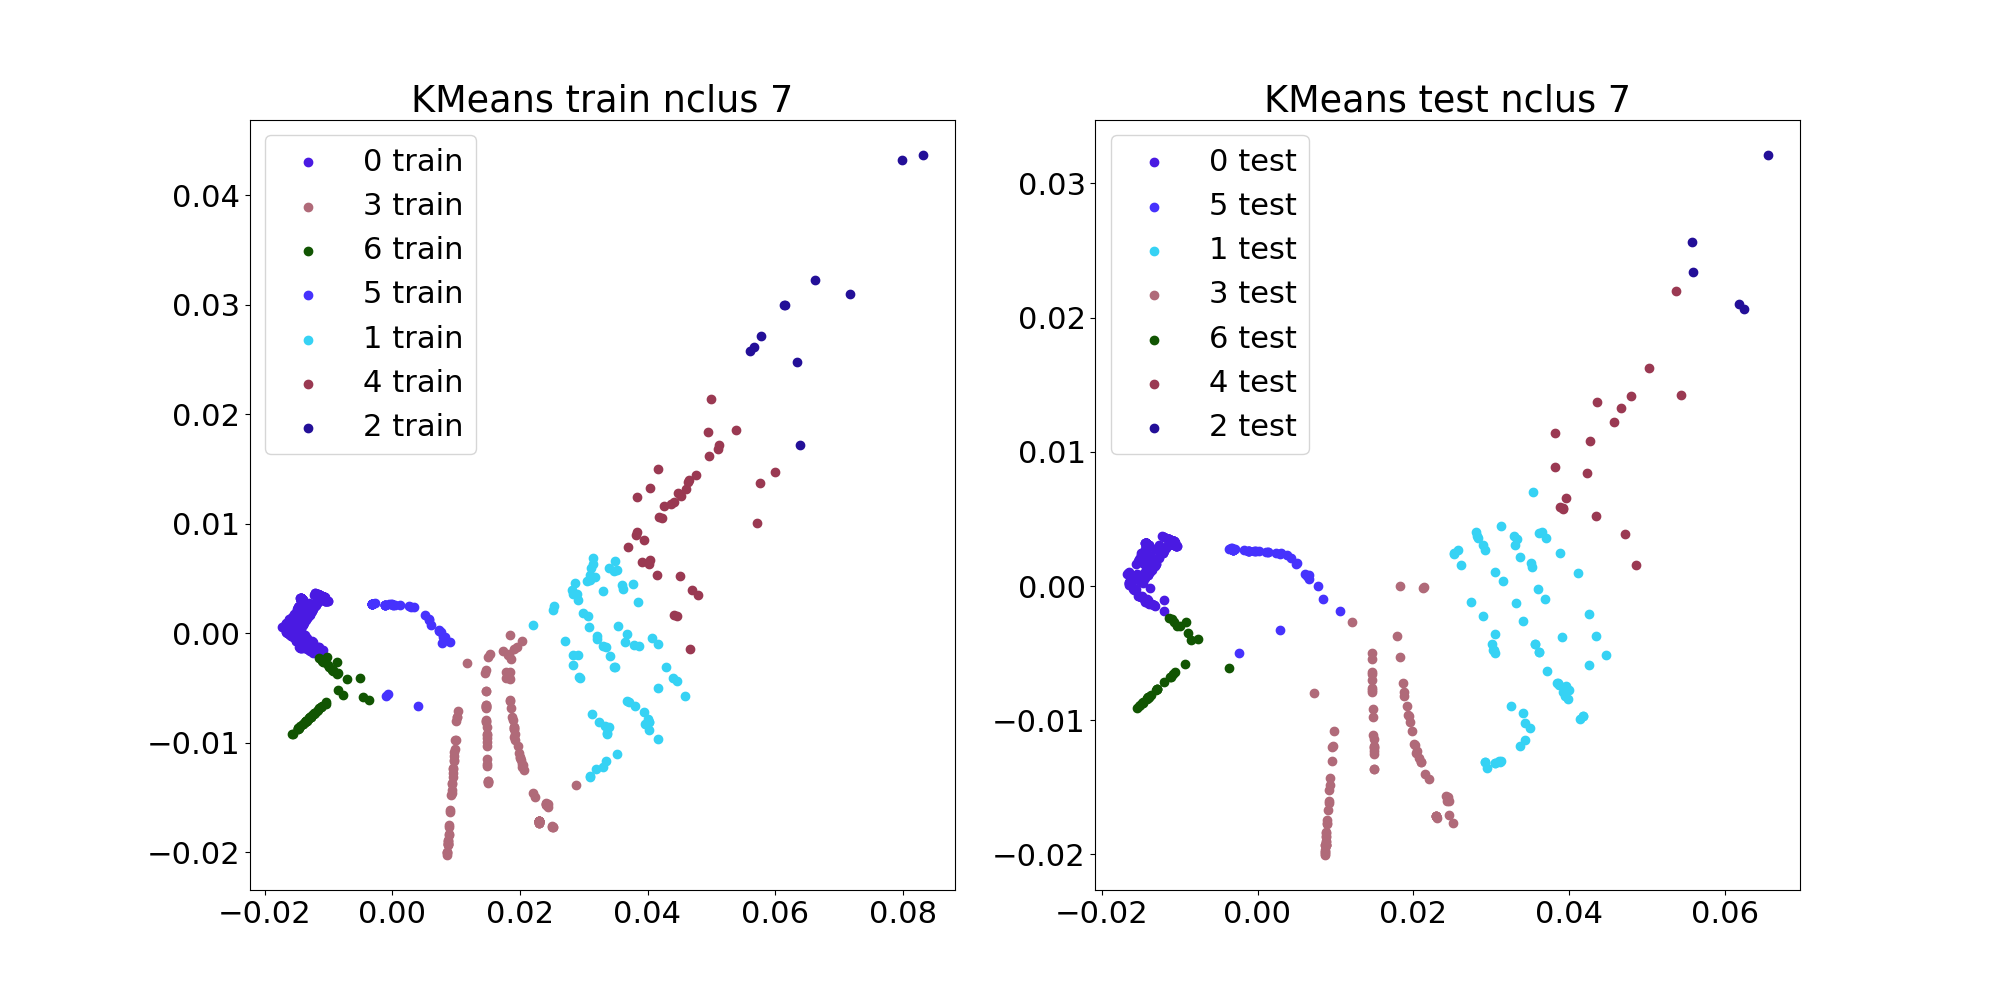 KMeans train nclus 7
0 train
3 train
6 train
5 train
1 train
4 train
2 train
0.04
0.03
0.02
0.01
0.00
−0.01
−0.02
−0.02 0.00 0.02 0.04 0.06 0.08
KMeans test nclus 7
0 test
5 test
1 test
3 test
6 test
4 test
2 test
0.03
0.02
0.01
0.00
−0.01
−0.02
−0.02 0.00 0.02 0.04 0.06